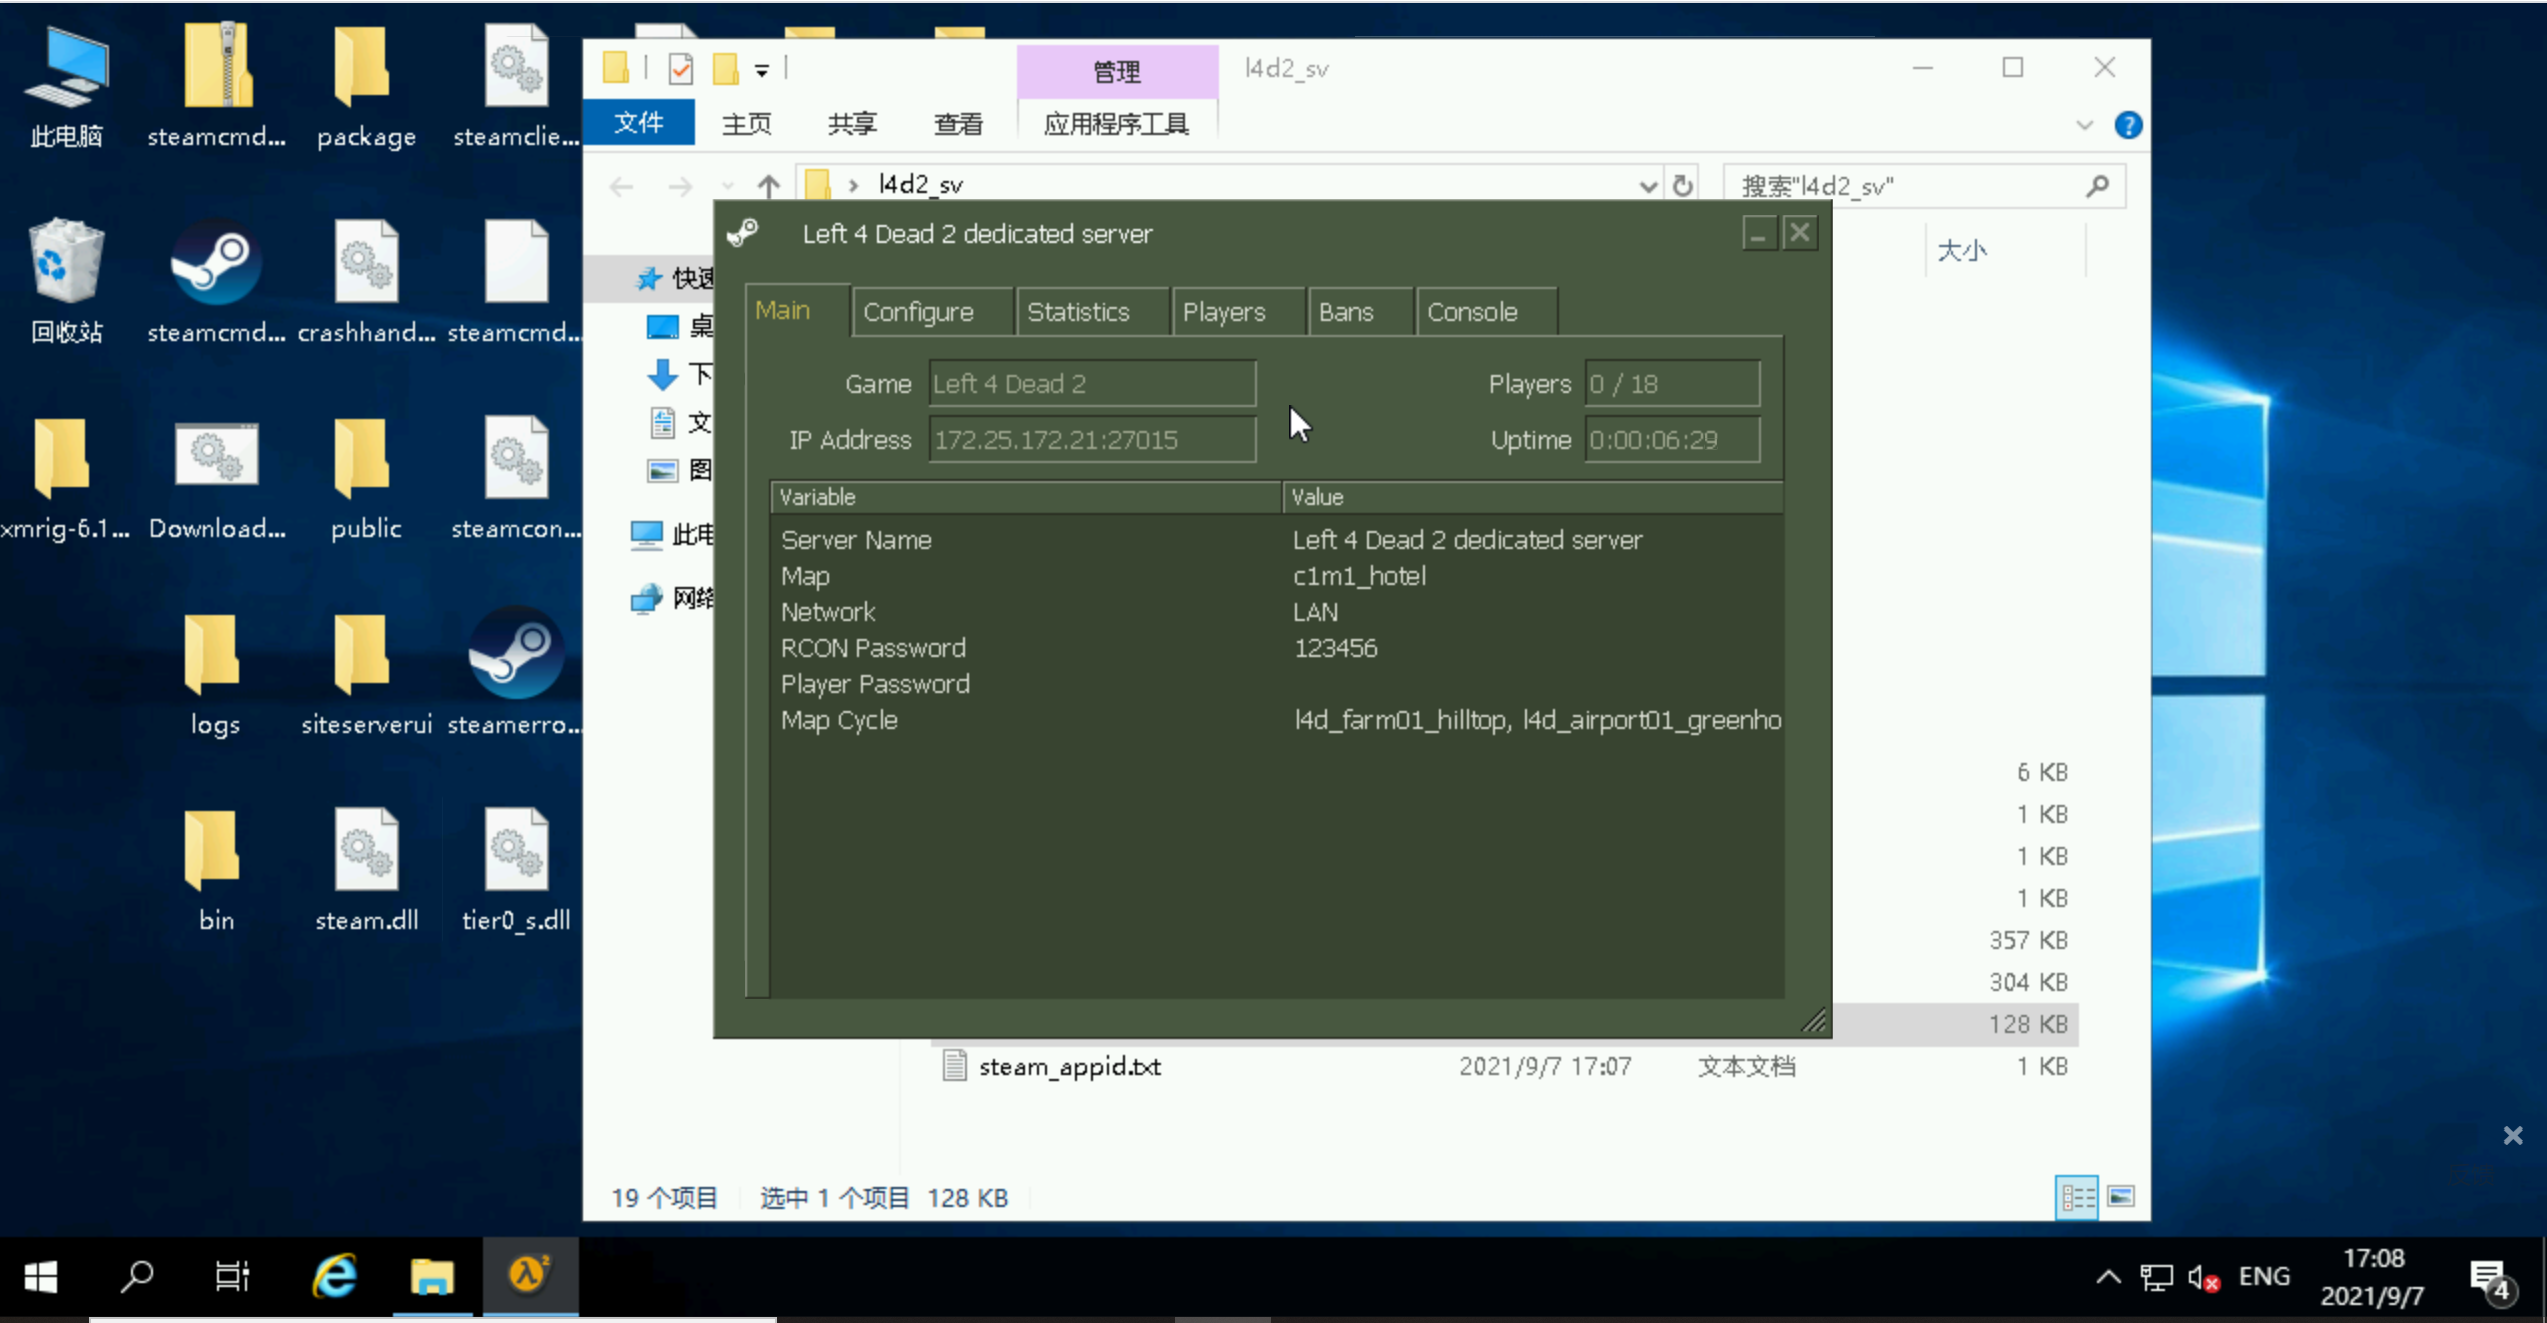 此电脑
steamcmd...
package
steamclie...
回收站
steamcmd...
crashhand...
steamcmd...
xmrig-6.1...
Download...
public
steamcon...
logs
siteserverui
steamerro...
bin
steam.dll
tier0_s.dll
管理
l4d2_sv
文件
主页
共享
查看
应用程序工具
l4d2_sv
搜索"l4d2_sv"
大小
快速
桌
下
文
图
此电
网络
Left 4 Dead 2 dedicated server
Main
Configure
Statistics
Players
Bans
Console
Game
Left 4 Dead 2
Players
0 / 18
IP Address
172.25.172.21:27015
Uptime
0:00:06:29
Variable
Value
Server Name
Left 4 Dead 2 dedicated server
Map
c1m1_hotel
Network
LAN
RCON Password
123456
Player Password
Map Cycle
l4d_farm01_hilltop, l4d_airport01_greenho
6 KB
1 KB
1 KB
1 KB
357 KB
304 KB
128 KB
steam_appid.txt
2021/9/7 17:07
文本文档
1 KB
19 个项目
选中 1 个项目 128 KB
ENG
17:08
2021/9/7
4